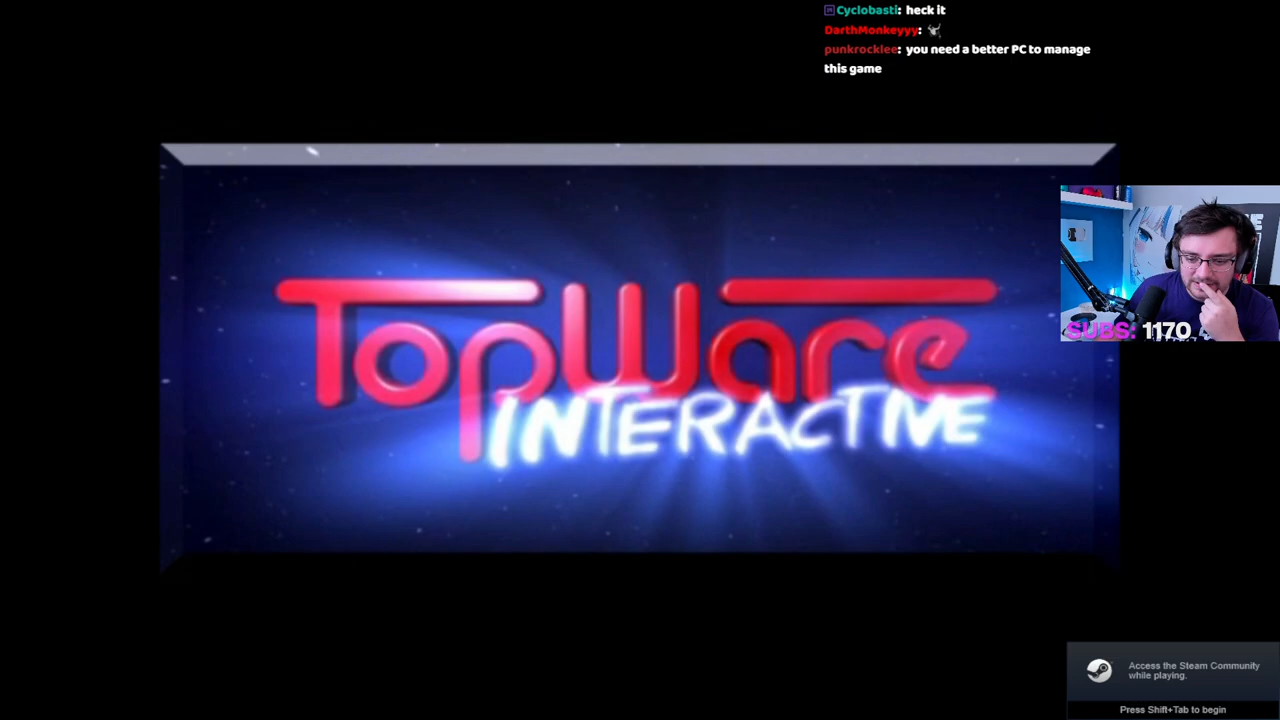 Cyclobasti: heck it
DarthMonkeyyy:
punkrocklee: you need a better PC to manage
this game
TopWare
INTERACTIVE
SUBS: 1170
Access the Steam Community
while playing.
Press Shift+Tab to begin